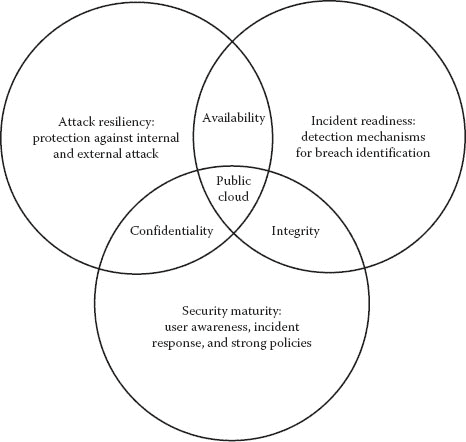 Attack resiliency:
protection against internal
and external attack
Availability
Incident readiness:
detection mechanisms
for breach identification
Public
cloud
Confidentiality
Integrity
Security maturity:
user awareness, incident
response, and strong policies